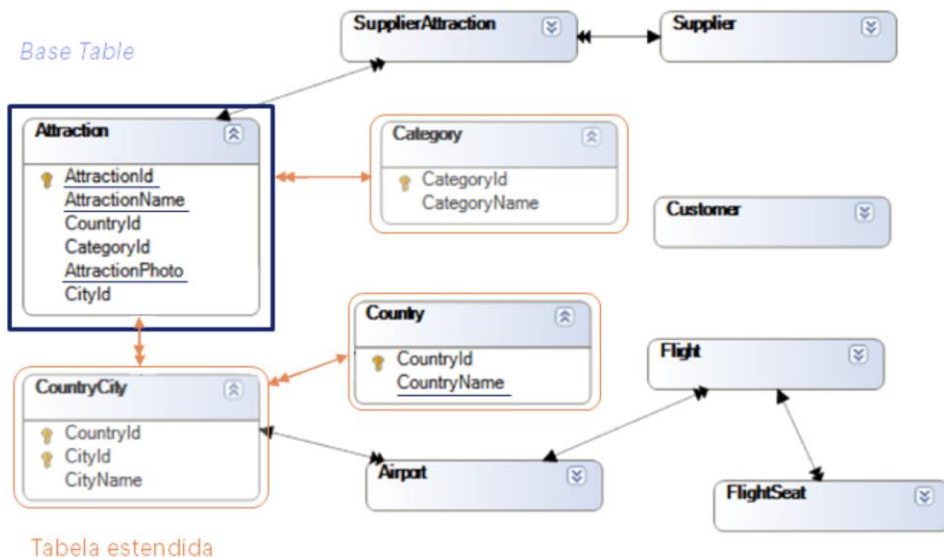 SupplierAttraction
Supplier
Base Table
Attraction
AttractionId
AttractionName
CountryId
CategoryId
AttractionPhoto
CityId
Category
CategoryId
CategoryName
Customer
Country
CountryId
CountryName
Flight
CountryCity
CountryId
CityId
CityName
Airport
FlightSeat
Tabela estendida